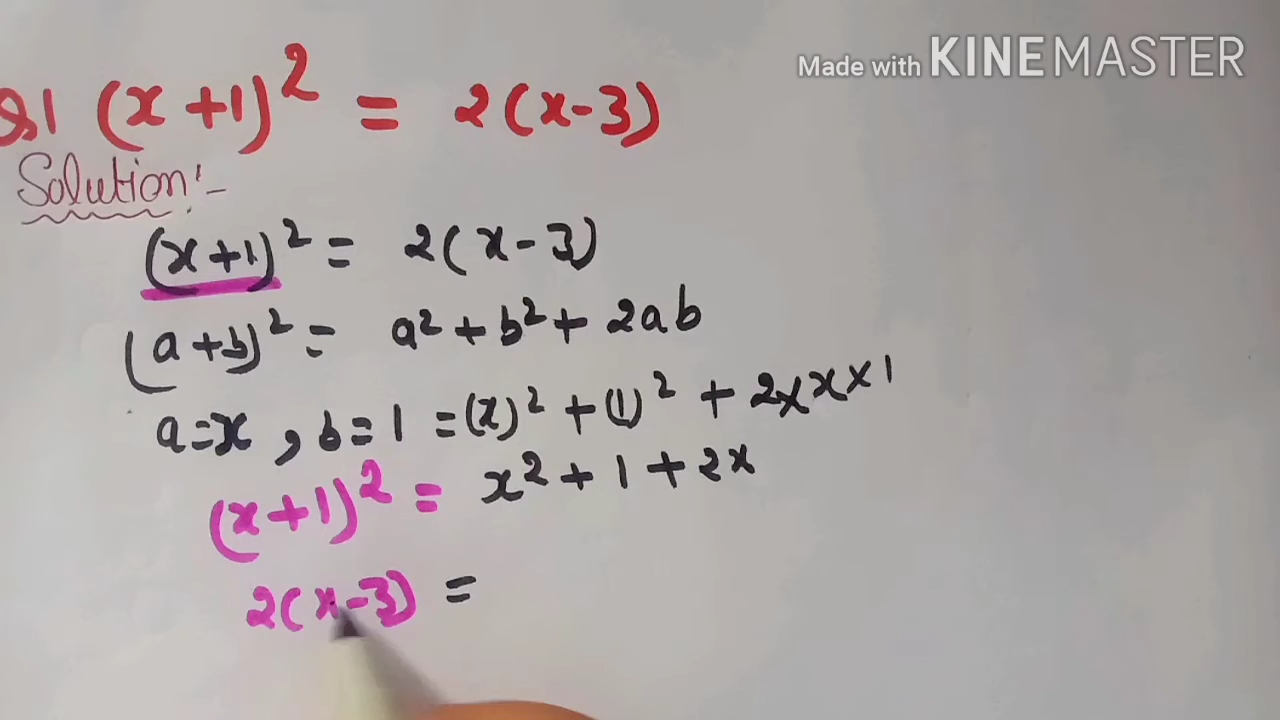 Made with KINEMASTER
Q1 (x+1)² = 2(x-3)
Solution:-
(x+1)² = 2(x-3)
(a+b)² = a² + b² + 2ab
a=x , b=1 = (x)² + (1)² + 2×x×1
(x+1)² = x² + 1 + 2x
2(x-3) =